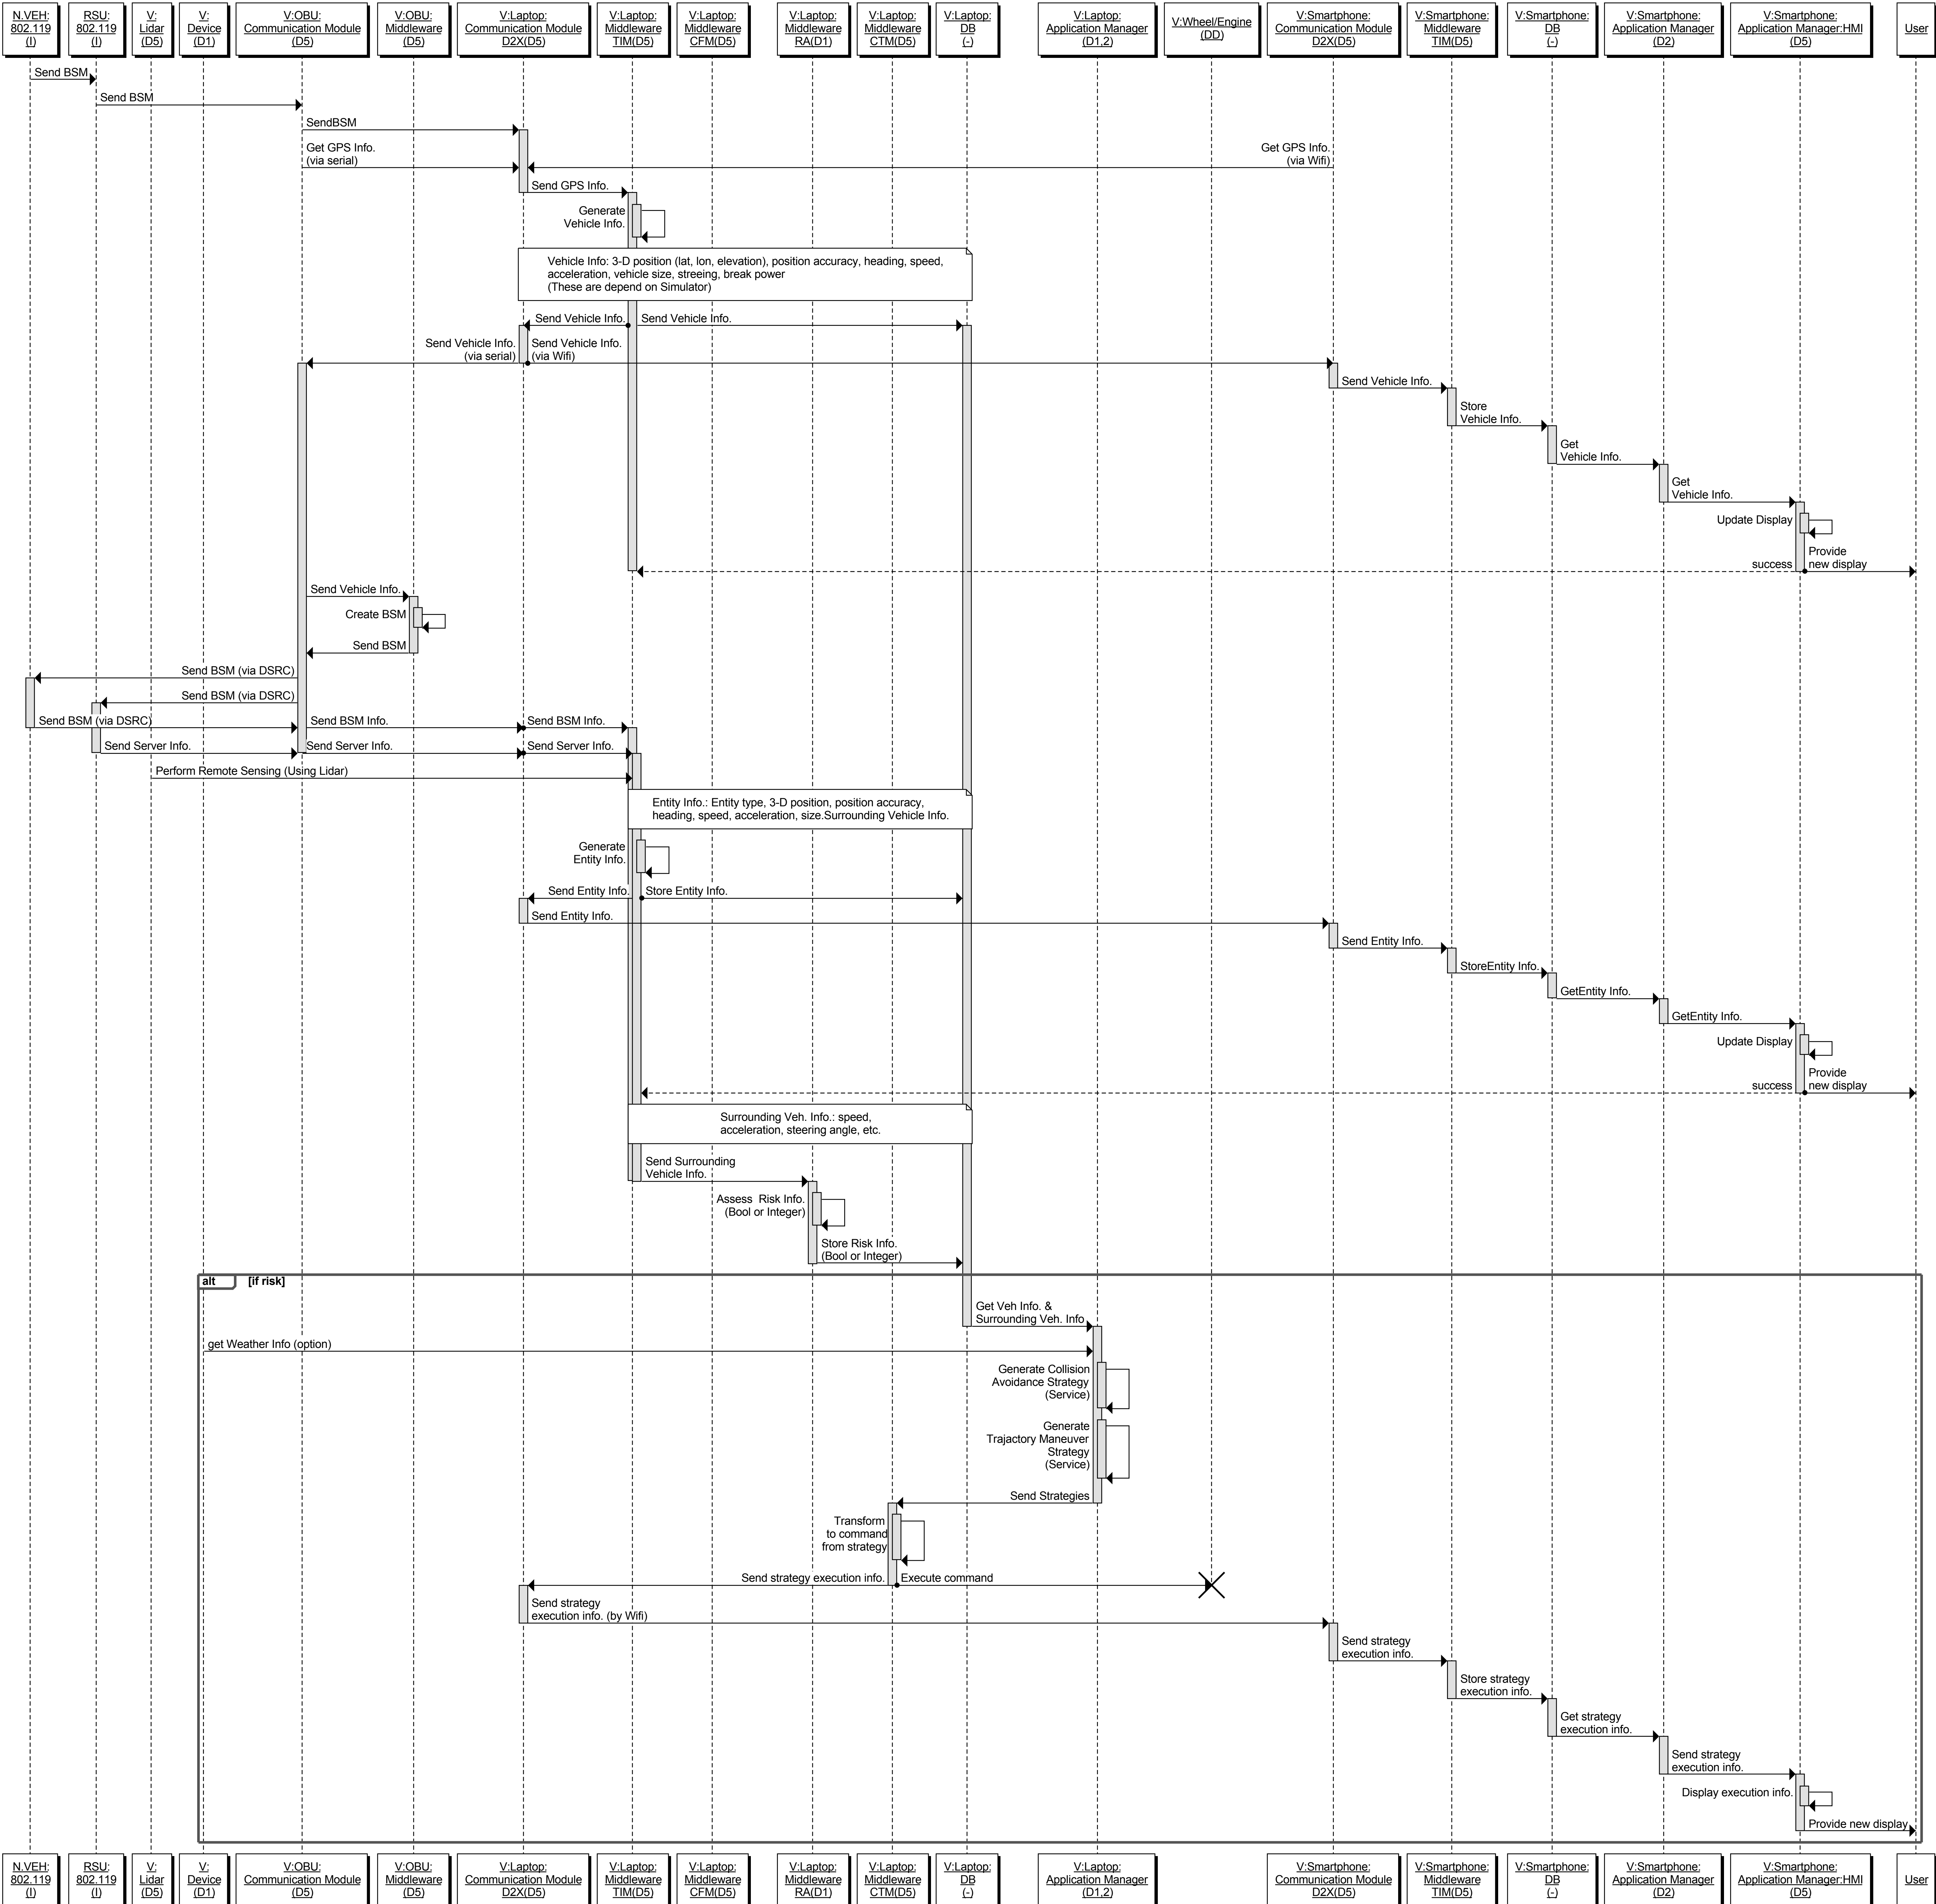 N.VEH:
802.119
(I)
RSU:
802.119
(I)
V:
Lidar
(D5)
V:
Device
(D1)
V:OBU:
Communication Module
(D5)
V:OBU:
Middleware
(D5)
V:Laptop:
Communication Module
D2X(D5)
V:Laptop:
Middleware
TIM(D5)
V:Laptop:
Middleware
CFM(D5)
V:Laptop:
Middleware
RA(D1)
V:Laptop:
Middleware
CTM(D5)
V:Laptop:
DB
(-)
V:Laptop:
Application Manager
(D1,2)
V:Wheel/Engine
(DD)
V:Smartphone:
Communication Module
D2X(D5)
V:Smartphone:
Middleware
TIM(D5)
V:Smartphone:
DB
(-)
V:Smartphone:
Application Manager
(D2)
V:Smartphone:
Application Manager:HMI
(D5)
User
Send BSM
Send BSM
SendBSM
Get GPS Info.
(via serial)
Get GPS Info.
(via Wifi)
Send GPS Info.
Generate
Vehicle Info.
Vehicle Info: 3-D position (lat, lon, elevation), position accuracy, heading, speed,
acceleration, vehicle size, streeing, break power
(These are depend on Simulator)
Send Vehicle Info.
Send Vehicle Info.
Send Vehicle Info.
(via serial)
Send Vehicle Info.
(via Wifi)
Send Vehicle Info.
Store
Vehicle Info.
Get
Vehicle Info.
Get
Vehicle Info.
Update Display
Provide
new display
success
Send Vehicle Info.
Create BSM
Send BSM
Send BSM (via DSRC)
Send BSM (via DSRC)
Send BSM (via DSRC)
Send BSM Info.
Send BSM Info.
Send Server Info.
Send Server Info.
Send Server Info.
Perform Remote Sensing (Using Lidar)
Entity Info.: Entity type, 3-D position, position accuracy,
heading, speed, acceleration, size.Surrounding Vehicle Info.
Generate
Entity Info.
Send Entity Info.
Store Entity Info.
Send Entity Info.
Send Entity Info.
StoreEntity Info.
GetEntity Info.
GetEntity Info.
Update Display
Provide
new display
success
Surrounding Veh. Info.: speed,
acceleration, steering angle, etc.
Send Surrounding
Vehicle Info.
Assess  Risk Info.
(Bool or Integer)
Store Risk Info.
(Bool or Integer)
alt
[if risk]
Get Veh Info. &
Surrounding Veh. Info
get Weather Info (option)
Generate Collision
Avoidance Strategy
(Service)
Generate
Trajactory Maneuver
Strategy
(Service)
Send Strategies
Transform
to command
from strategy
Send strategy execution info.
Execute command
Send strategy
execution info. (by Wifi)
Send strategy
execution info.
Store strategy
execution info.
Get strategy
execution info.
Send strategy
execution info.
Display execution info.
Provide new display
N.VEH:
802.119
(I)
RSU:
802.119
(I)
V:
Lidar
(D5)
V:
Device
(D1)
V:OBU:
Communication Module
(D5)
V:OBU:
Middleware
(D5)
V:Laptop:
Communication Module
D2X(D5)
V:Laptop:
Middleware
TIM(D5)
V:Laptop:
Middleware
CFM(D5)
V:Laptop:
Middleware
RA(D1)
V:Laptop:
Middleware
CTM(D5)
V:Laptop:
DB
(-)
V:Laptop:
Application Manager
(D1,2)
V:Smartphone:
Communication Module
D2X(D5)
V:Smartphone:
Middleware
TIM(D5)
V:Smartphone:
DB
(-)
V:Smartphone:
Application Manager
(D2)
V:Smartphone:
Application Manager:HMI
(D5)
User